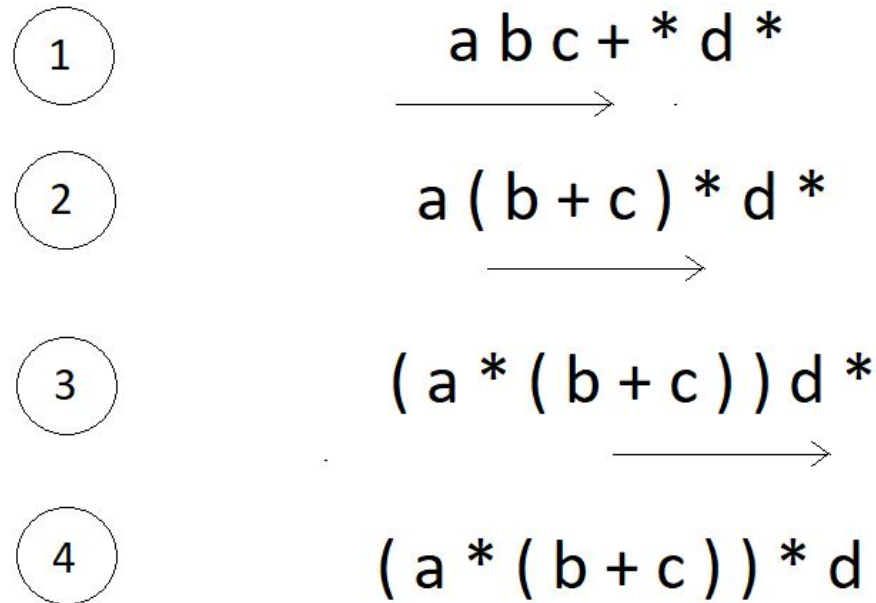 1 a b c + * d *
2 a ( b + c ) * d *
3 ( a * ( b + c ) ) d *
4 ( a * ( b + c ) ) * d